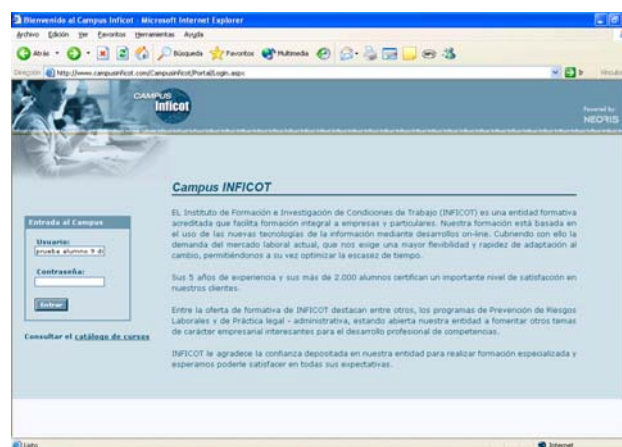 Bienvenido al Campus Inficot - Microsoft Internet Explorer
Archivo Edición Ver Favoritos Herramientas Ayuda
Atrás Búsqueda Favoritos Multimedia
Dirección http://www.campusinficot.com/CampusInficot/Portal/Login.aspx Ir Vínculos
CAMPUS
Inficot
Powered by:
NEORIS
Campus INFICOT
EL Instituto de Formación e Investigación de Condiciones de Trabajo (INFICOT) es una entidad formativa
acreditada que facilita formación integral a empresas y particulares. Nuestra formación está basada en
el uso de las nuevas tecnologías de la información mediante desarrollos on-line. Cubriendo con ello la
demanda del mercado laboral actual, que nos exige una mayor flexibilidad y rapidez de adaptación al
cambio, permitiéndonos a su vez optimizar la escasez de tiempo.
Sus 5 años de experiencia y sus más de 2.000 alumnos certifican un importante nivel de satisfacción en
nuestros clientes.
Entre la oferta de formativa de INFICOT destacan entre otros, los programas de Prevención de Riesgos
Laborales y de Práctica legal - administrativa, estando abierta nuestra entidad a fomentar otros temas
de carácter empresarial interesantes para el desarrollo profesional de competencias.
INFICOT le agradece la confianza depositada en nuestra entidad para realizar formación especializada y
esperamos poderle satisfacer en todas sus expectativas.
Entrada al Campus
Usuario:
prueba alumno 9 di
Contraseña:
Entrar
Consultar el catálogo de cursos
Listo Internet